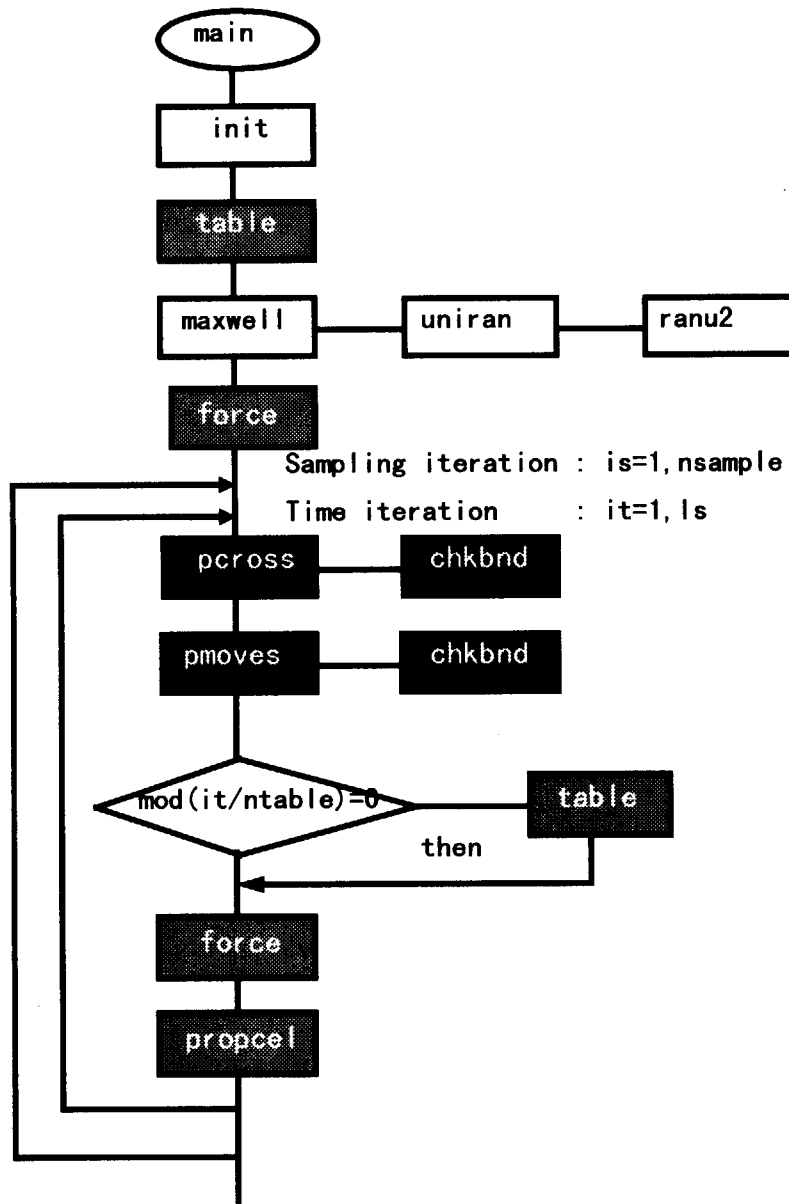 main
init
table
maxwell
uniran
ranu2
force
Sampling iteration : is=1,nsample
Time iteration : it=1,ls
pcross
chkbnd
pmoves
chkbnd
mod(it/ntable)=0
table
then
force
propcel